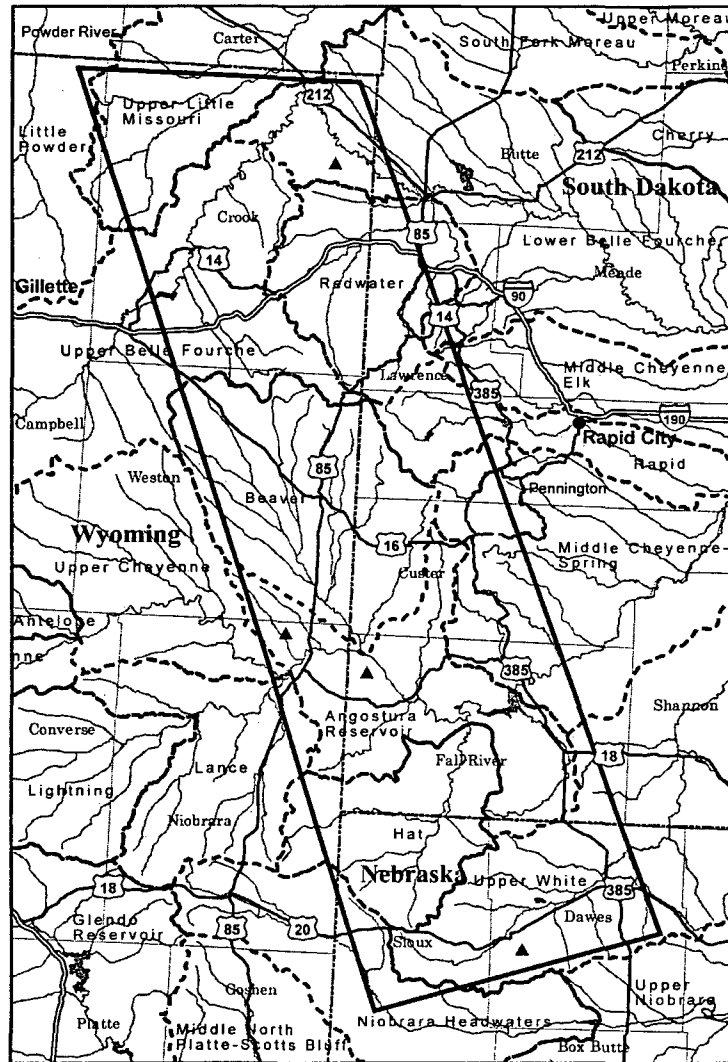 Powder River
Carter
Upper Moreau
South Fork Moreau
Perkins
212
Upper Little
Missouri
Little
Powder
Cherry
Butte
212
South Dakota
Crook
85
14
Lower Belle Fourche
Meade
Gillette
Redwater
90
14
Upper Belle Fourche
Middle Cheyenne
Elk
Lawrence
385
190
Campbell
Rapid City
85
Rapid
Weston
Beaver
Pennington
Wyoming
16
Middle Cheyenne-
Spring
Upper Cheyenne
Custer
Antelope
385
Shannon
Angostura
Reservoir
Converse
18
Lance
Fall River
Lightning
Niobrara
Hat
Nebraska
Upper White
18
385
Glendo
Reservoir
85
20
Dawes
Sioux
Goshen
Upper
Niobrara
Platte
Middle North
Platte-Scotts Bluff
Niobrara Headwaters
Box Butte